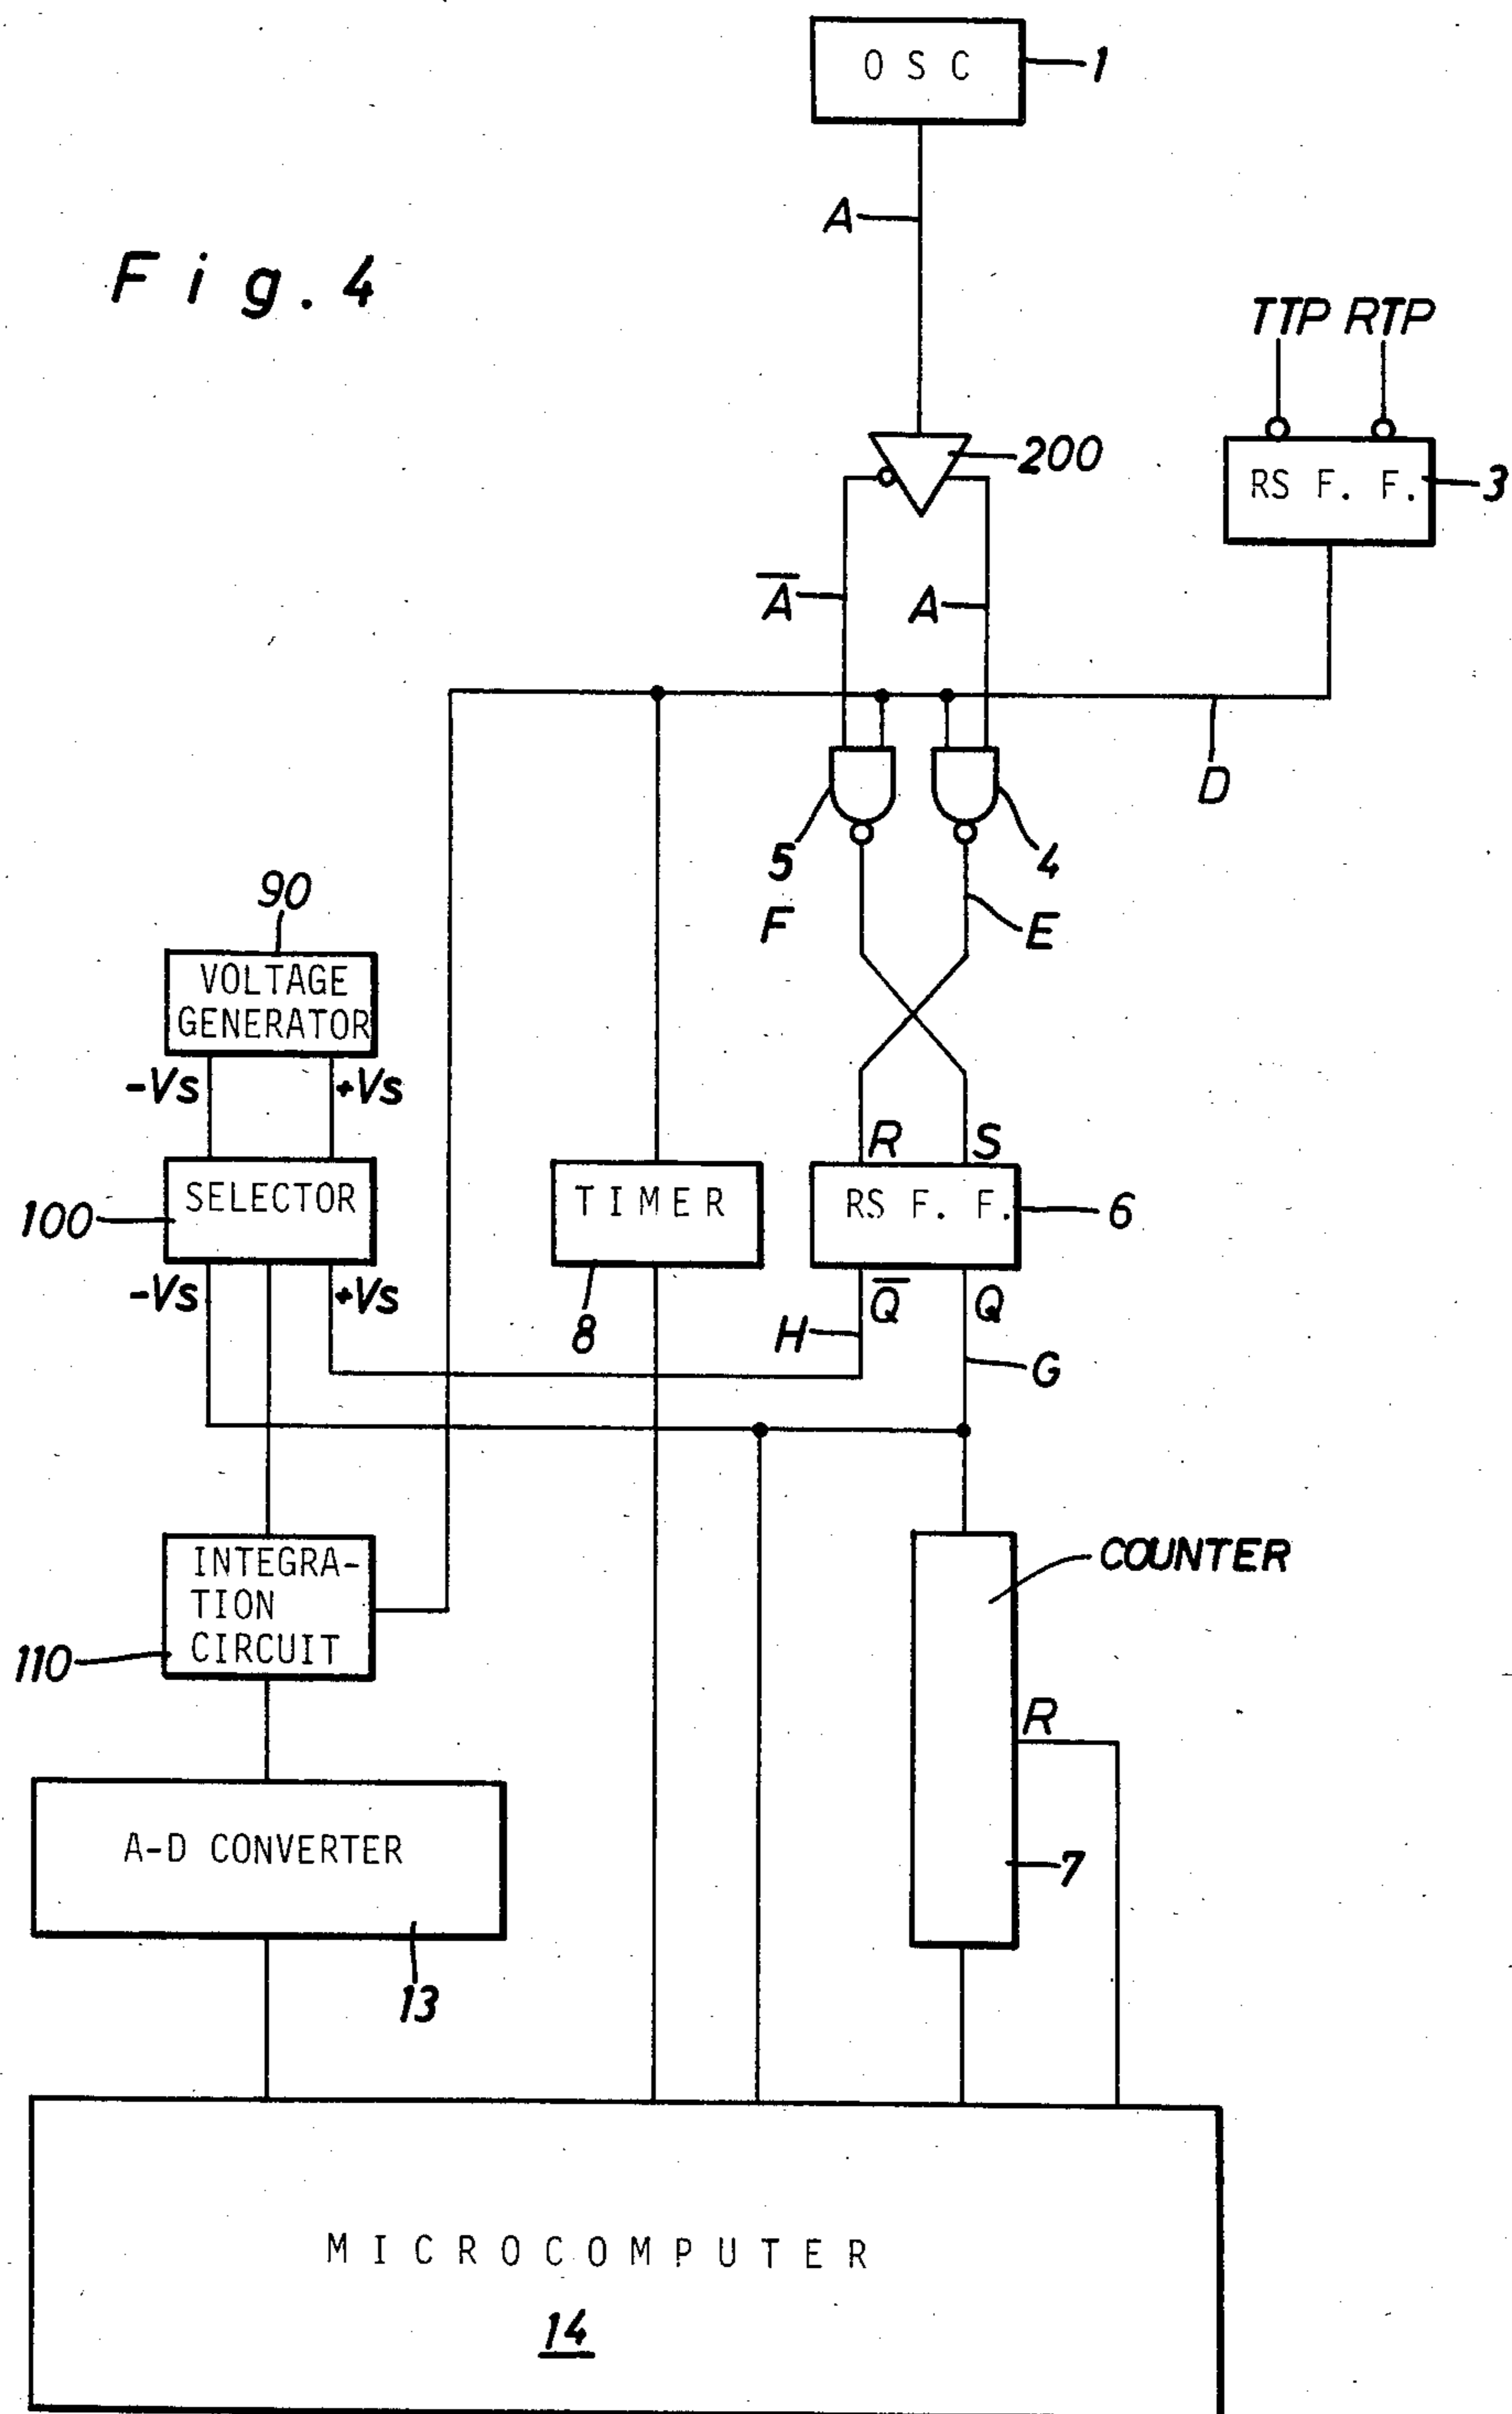 OSC
1
A
Fig. 4
TTP RTP
200
RS F. F.
3
A̅
A
D
5
4
F
E
90
VOLTAGE
GENERATOR
-Vs
+Vs
R
S
SELECTOR
100
TIMER
8
RS F. F.
6
-Vs
+Vs
Q̅
Q
H
G
INTEGRA-
TION
CIRCUIT
110
COUNTER
R
A-D CONVERTER
7
13
MICROCOMPUTER
14